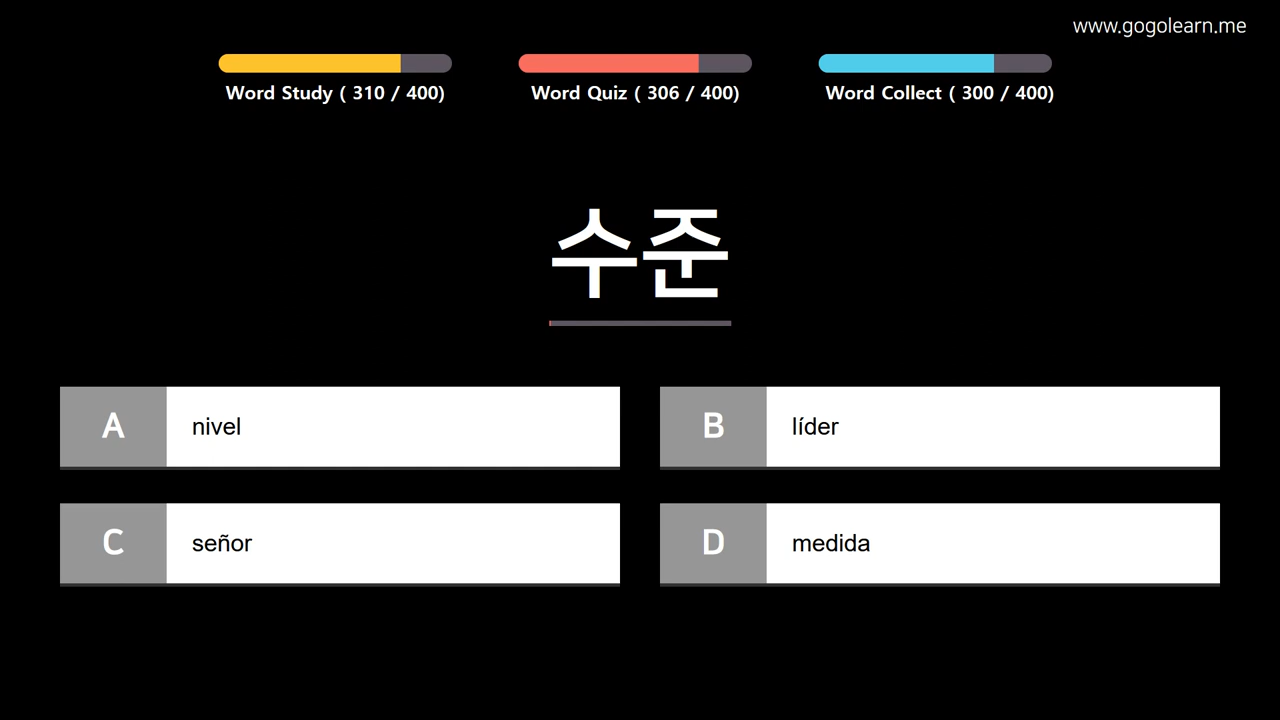 www.gogolearn.me
Word Study ( 310 / 400)
Word Quiz ( 306 / 400)
Word Collect ( 300 / 400)
수준
A nivel
B líder
C señor
D medida